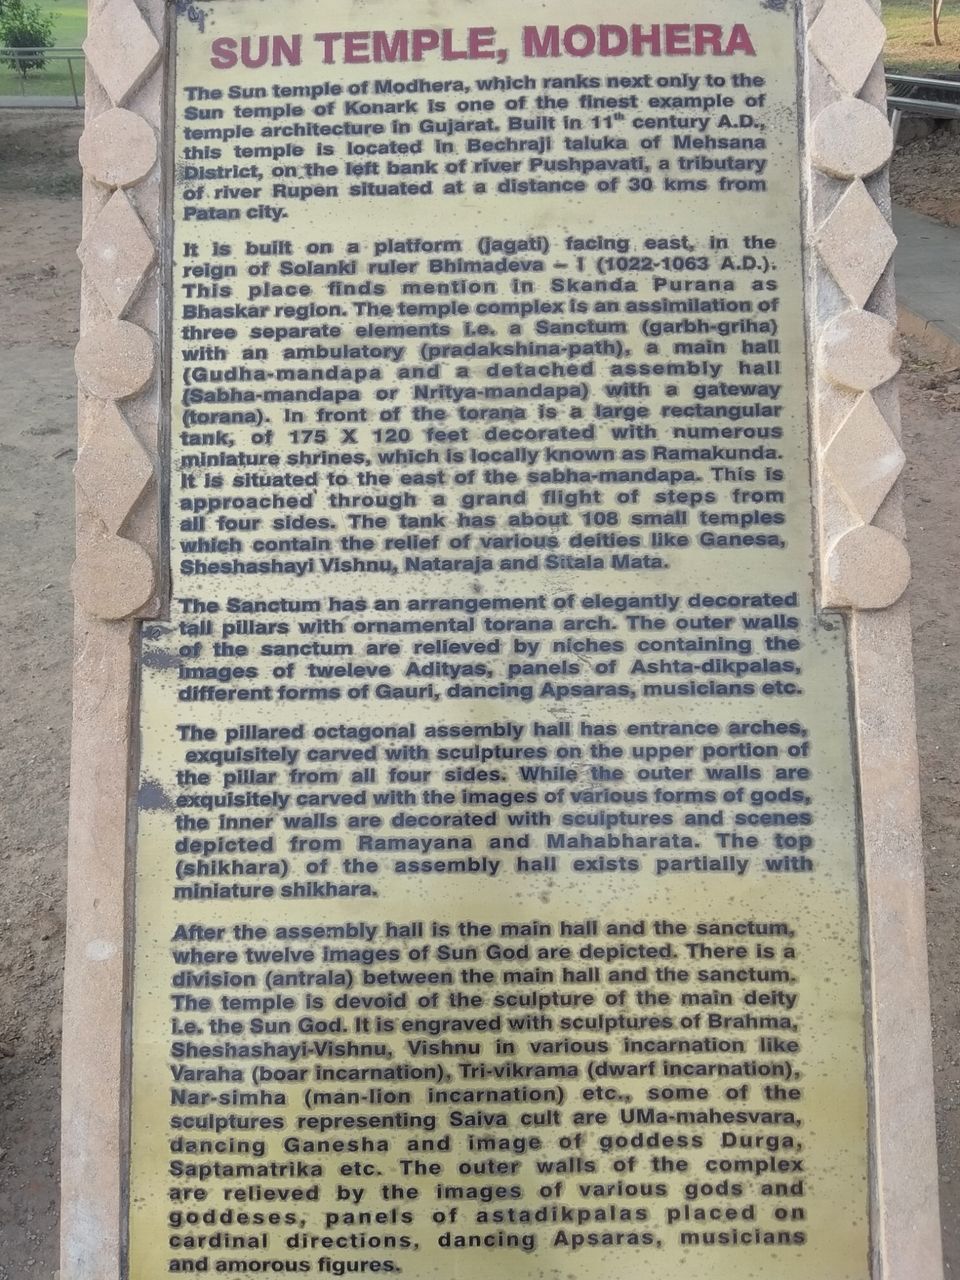 SUN TEMPLE, MODHERA
The Sun temple of Modhera, which ranks next only to the
Sun temple of Konark is one of the finest example of
temple architecture in Gujarat. Built in 11th century A.D.,
this temple is located in Bechraji taluka of Mehsana
District, on the left bank of river Pushpavati, a tributary
of river Rupen situated at a distance of 30 kms from
Patan city.
It is built on a platform (jagati) facing east, in the
reign of Solanki ruler Bhimadeva – I (1022-1063 A.D.).
This place finds mention in Skanda Purana as
Bhaskar region. The temple complex is an assimilation of
three separate elements i.e. a Sanctum (garbh-griha)
with an ambulatory (pradakshina-path), a main hall
(Gudha-mandapa and a detached assembly hall
(Sabha-mandapa or Nritya-mandapa) with a gateway
(torana). In front of the torana is a large rectangular
tank, of 175 X 120 feet decorated with numerous
miniature shrines, which is locally known as Ramakunda.
It is situated to the east of the sabha-mandapa. This is
approached through a grand flight of steps from
all four sides. The tank has about 108 small temples
which contain the relief of various deities like Ganesa,
Sheshashayi Vishnu, Nataraja and Sitala Mata.
The Sanctum has an arrangement of elegantly decorated
tall pillars with ornamental torana arch. The outer walls
of the sanctum are relieved by niches containing the
images of tweleve Adityas, panels of Ashta-dikpalas,
different forms of Gauri, dancing Apsaras, musicians etc.
The pillared octagonal assembly hall has entrance arches,
exquisitely carved with sculptures on the upper portion of
the pillar from all four sides. While the outer walls are
exquisitely carved with the images of various forms of gods,
the inner walls are decorated with sculptures and scenes
depicted from Ramayana and Mahabharata. The top
(shikhara) of the assembly hall exists partially with
miniature shikhara.
After the assembly hall is the main hall and the sanctum,
where twelve images of Sun God are depicted. There is a
division (antrala) between the main hall and the sanctum.
The temple is devoid of the sculpture of the main deity
i.e. the Sun God. It is engraved with sculptures of Brahma,
Sheshashayi-Vishnu, Vishnu in various incarnation like
Varaha (boar incarnation), Tri-vikrama (dwarf incarnation),
Nar-simha (man-lion incarnation) etc., some of the
sculptures representing Saiva cult are UMa-mahesvara,
dancing Ganesha and image of goddess Durga,
Saptamatrika etc. The outer walls of the complex
are relieved by the images of various gods and
goddeses, panels of astadikpalas placed on
cardinal directions, dancing Apsaras, musicians
and amorous figures.